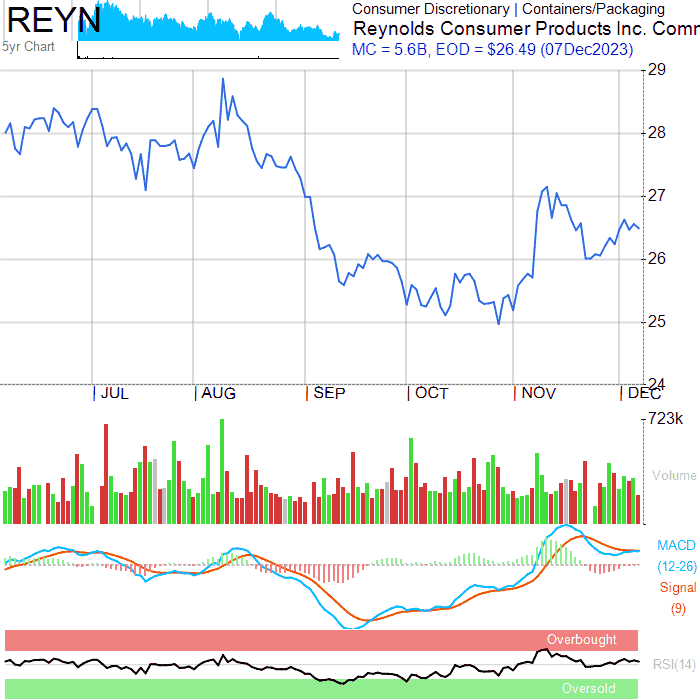 REYN
5yr Chart
Consumer Discretionary | Containers/Packaging
Reynolds Consumer Products Inc. Comm
MC = 5.6B, EOD = $26.49 (07Dec2023)
29
28
27
26
25
24
JUL AUG SEP OCT NOV DEC
723k
Volume
MACD
(12-26)
Signal
(9)
Overbought
RSI(14)
Oversold